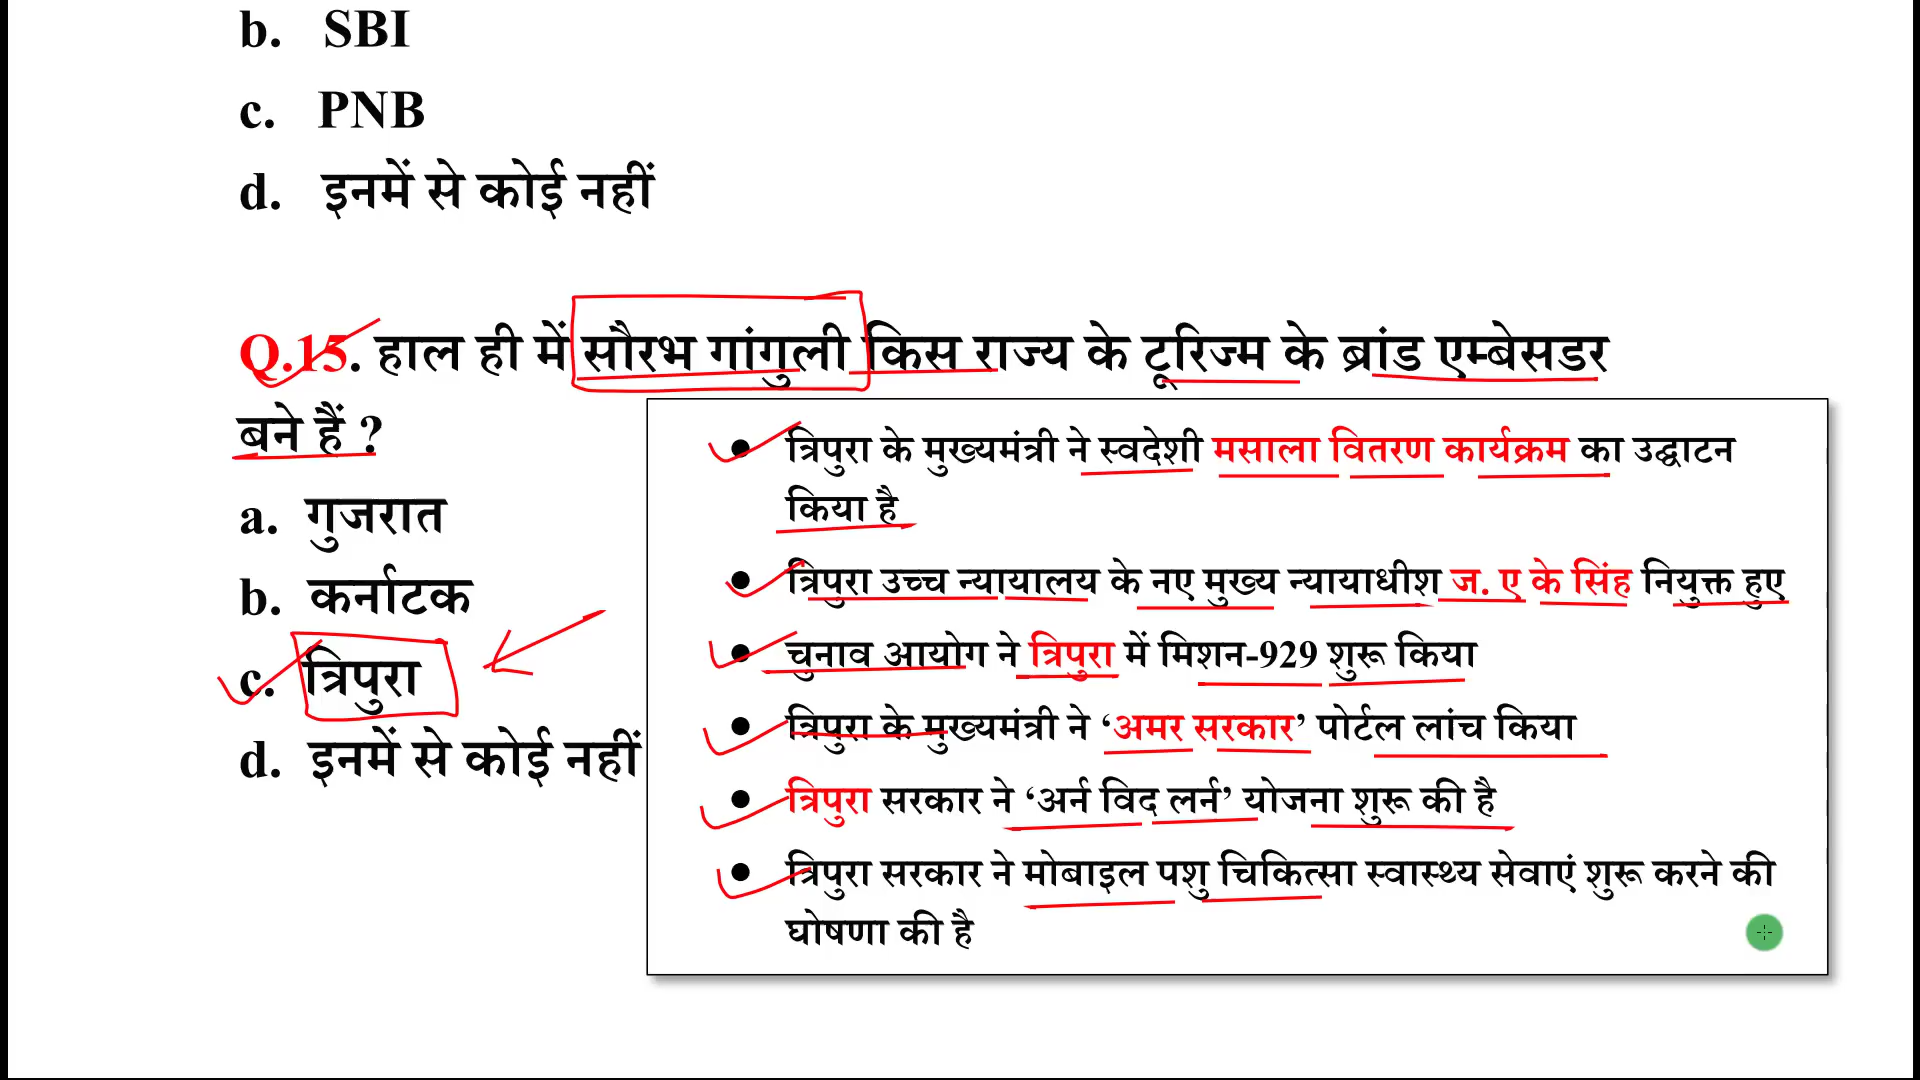 b. SBI
c. PNB
d. इनमें से कोई नहीं
Q.15. हाल ही में सौरभ गांगुली किस राज्य के टूरिज्म के ब्रांड एम्बेसडर
बने हैं ?
a. गुजरात
b. कर्नाटक
c. त्रिपुरा
d. इनमें से कोई नहीं
● त्रिपुरा के मुख्यमंत्री ने स्वदेशी मसाला वितरण कार्यक्रम का उद्घाटन
किया है
● त्रिपुरा उच्च न्यायालय के नए मुख्य न्यायाधीश ज. ए के सिंह नियुक्त हुए
● चुनाव आयोग ने त्रिपुरा में मिशन-929 शुरू किया
● त्रिपुरा के मुख्यमंत्री ने ‘अमर सरकार’ पोर्टल लांच किया
● त्रिपुरा सरकार ने ‘अर्न विद लर्न’ योजना शुरू की है
● त्रिपुरा सरकार ने मोबाइल पशु चिकित्सा स्वास्थ्य सेवाएं शुरू करने की
घोषणा की है